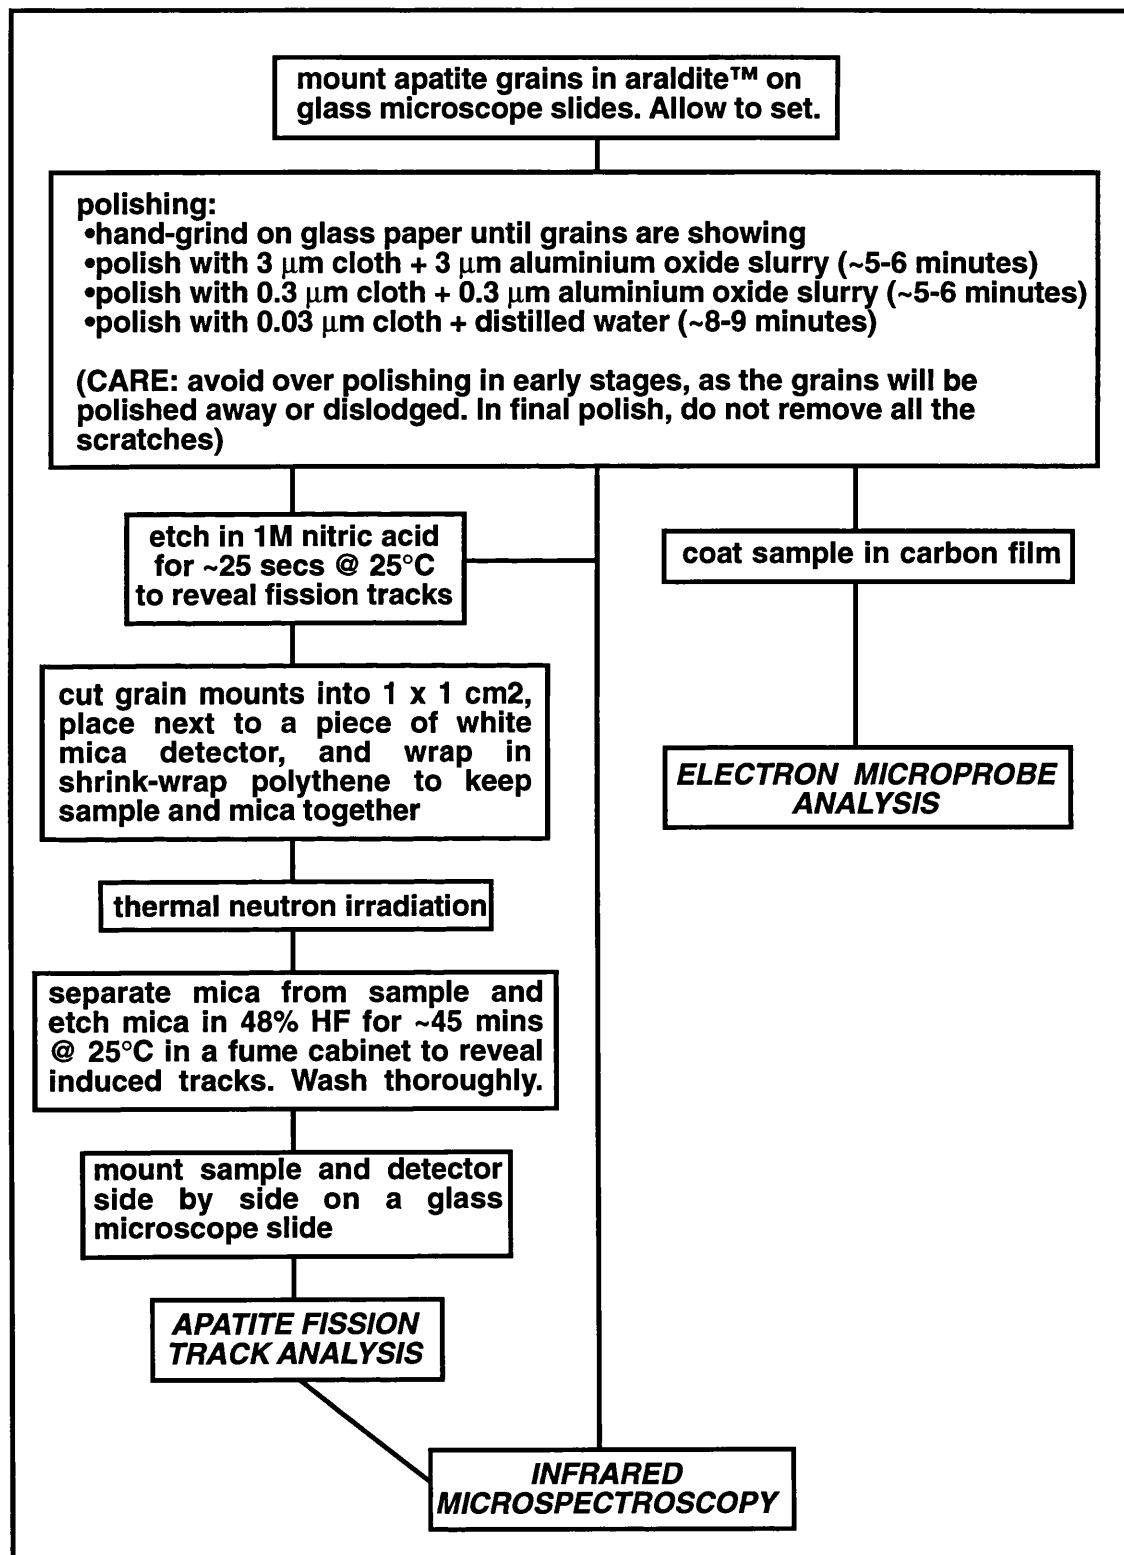 mount apatite grains in araldite™ on
glass microscope slides. Allow to set.
polishing:
•hand-grind on glass paper until grains are showing
•polish with 3 μm cloth + 3 μm aluminium oxide slurry (~5-6 minutes)
•polish with 0.3 μm cloth + 0.3 μm aluminium oxide slurry (~5-6 minutes)
•polish with 0.03 μm cloth + distilled water (~8-9 minutes)
(CARE: avoid over polishing in early stages, as the grains will be
polished away or dislodged. In final polish, do not remove all the
scratches)
etch in 1M nitric acid
for ~25 secs @ 25°C
to reveal fission tracks
coat sample in carbon film
cut grain mounts into 1 x 1 cm2,
place next to a piece of white
mica detector, and wrap in
shrink-wrap polythene to keep
sample and mica together
ELECTRON MICROPROBE
ANALYSIS
thermal neutron irradiation
separate mica from sample and
etch mica in 48% HF for ~45 mins
@ 25°C in a fume cabinet to reveal
induced tracks. Wash thoroughly.
mount sample and detector
side by side on a glass
microscope slide
APATITE FISSION
TRACK ANALYSIS
INFRARED
MICROSPECTROSCOPY